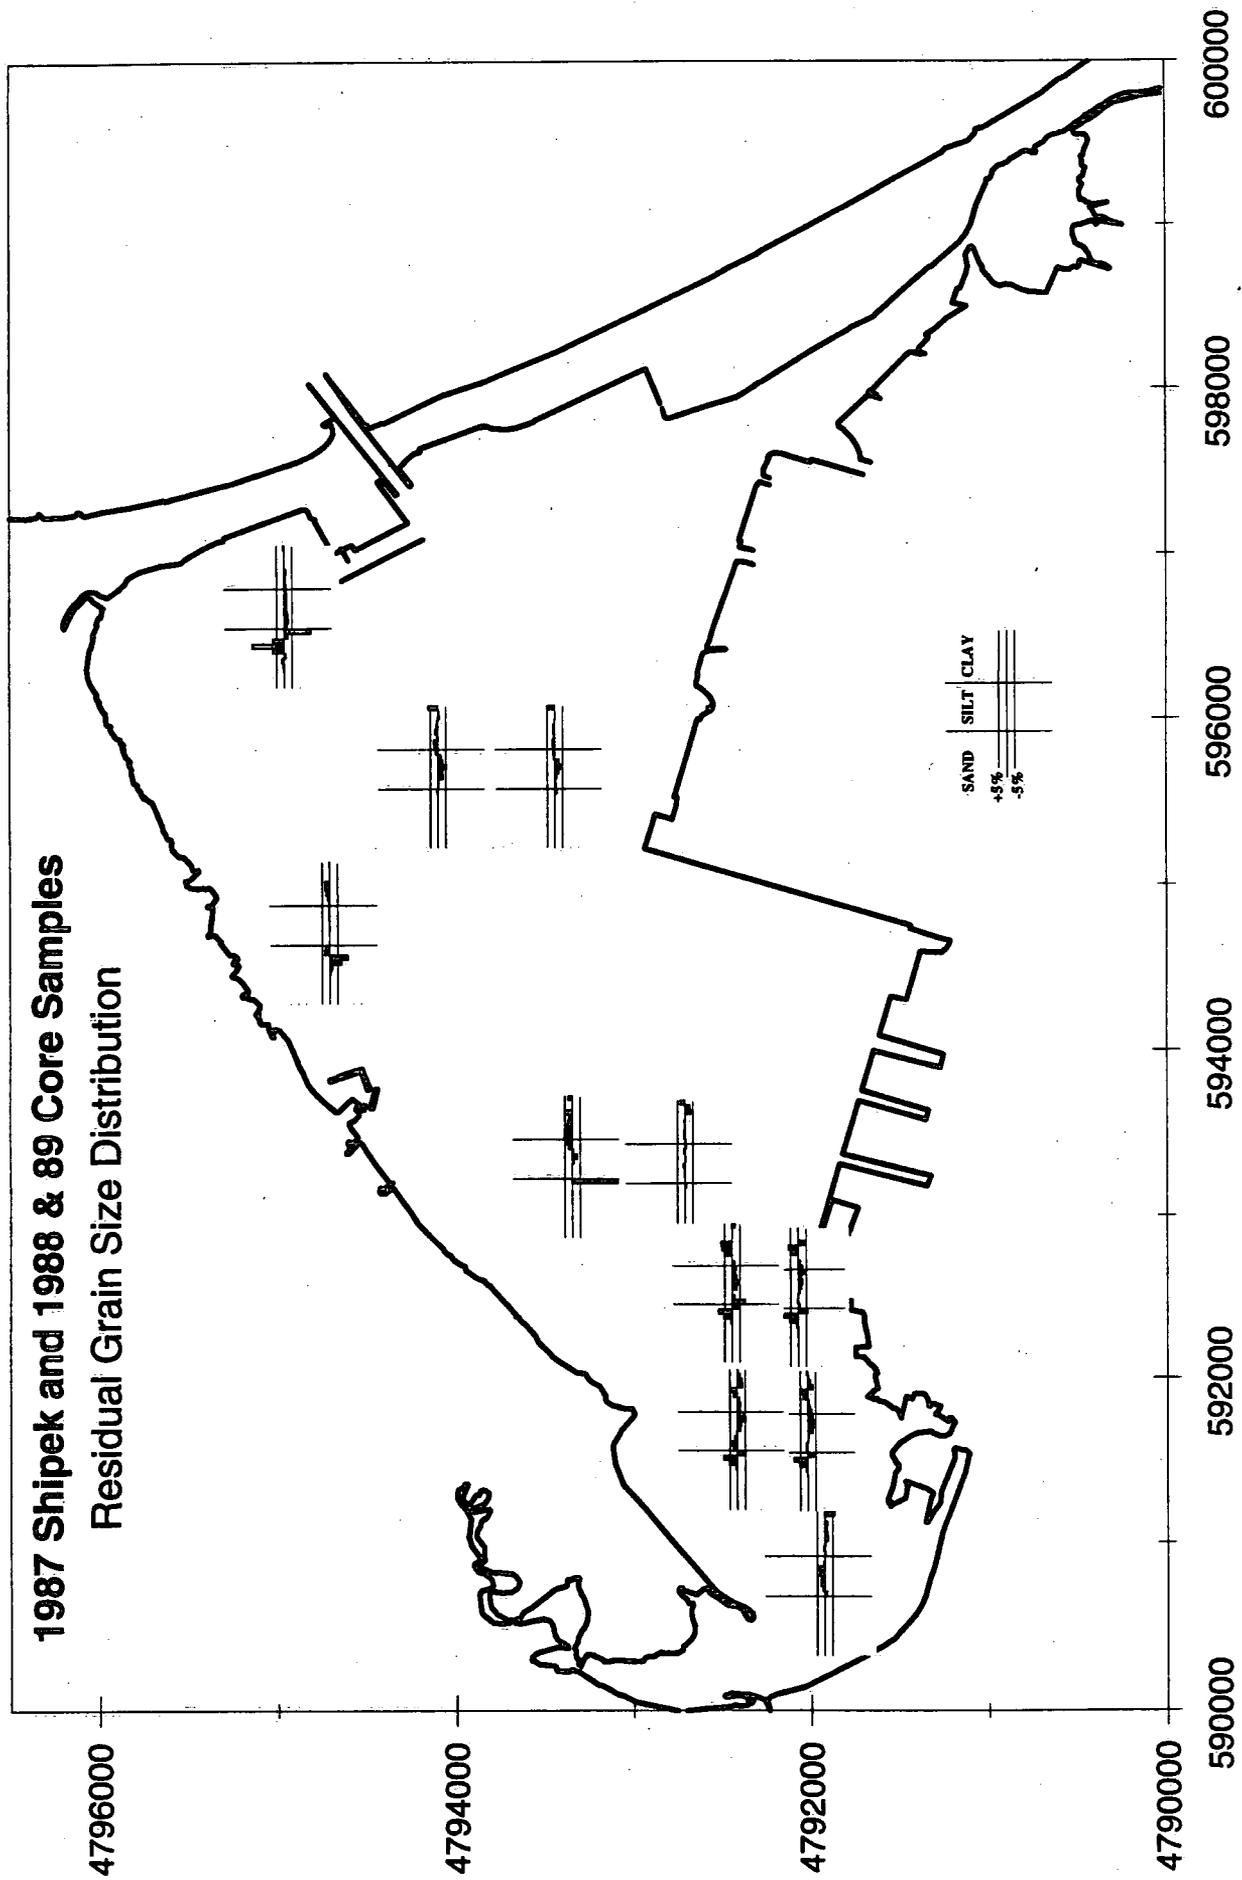 1987 Shipek and 1988 & 89 Core Samples
Residual Grain Size Distribution
4796000
4794000
4792000
4790000
SAND SILT CLAY
+5%
-5%
590000 592000 594000 596000 598000 600000